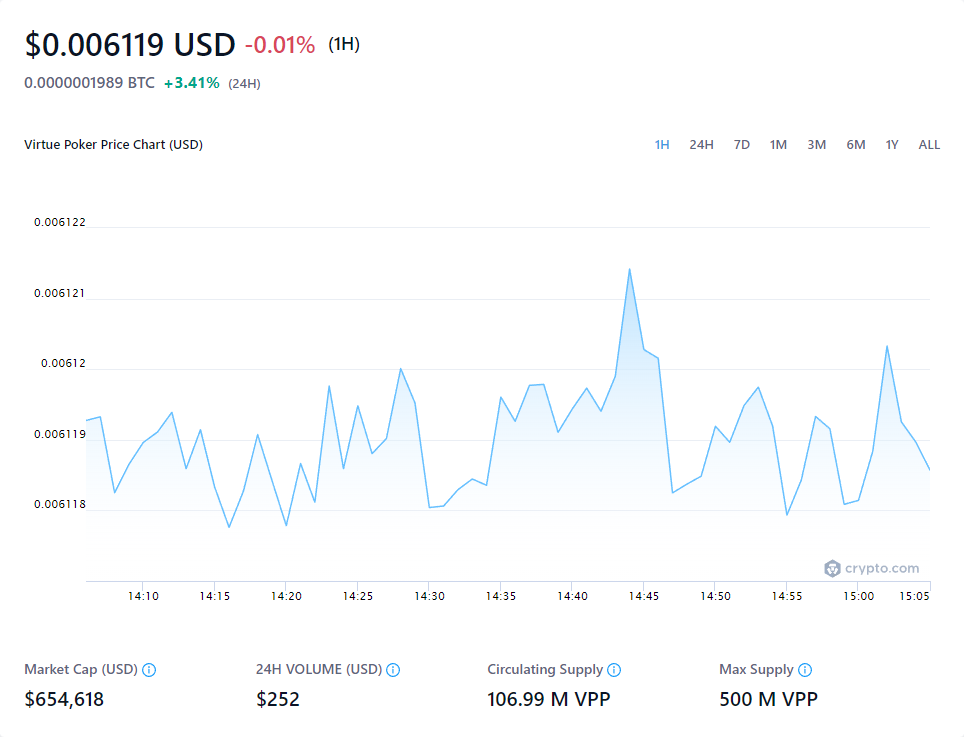 $0.006119 USD -0.01% (1H)
0.0000001989 BTC +3.41% (24H)
Virtue Poker Price Chart (USD) 1H 24H 7D 1M 3M 6M 1Y ALL
0.006122
0.006121
0.00612
0.006119
0.006118
crypto.com
14:10 14:15 14:20 14:25 14:30 14:35 14:40 14:45 14:50 14:55 15:00 15:05
Market Cap (USD) 24H VOLUME (USD) Circulating Supply Max Supply
$654,618 $252 106.99 M VPP 500 M VPP